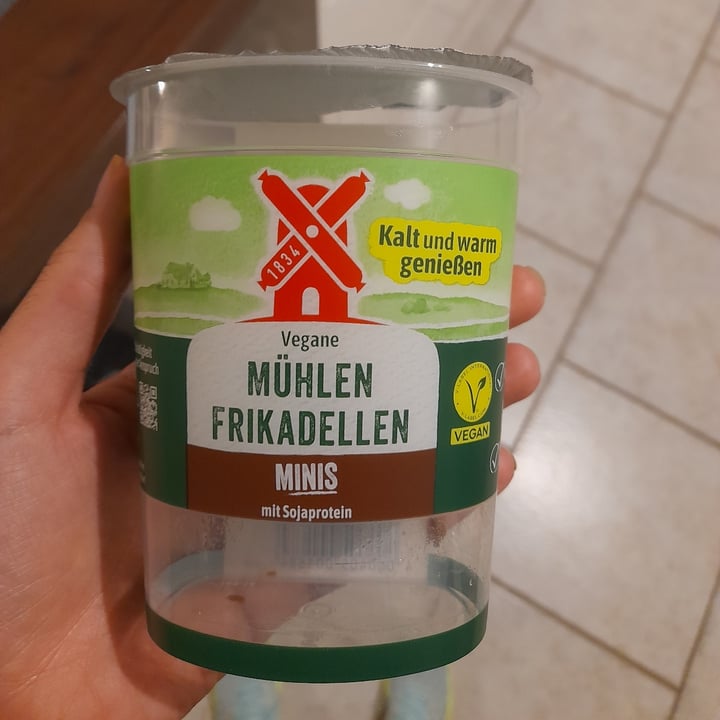 1834
Kalt und warm
genießen
Vegane
MÜHLEN
FRIKADELLEN
MINIS
mit Sojaprotein
VEGAN